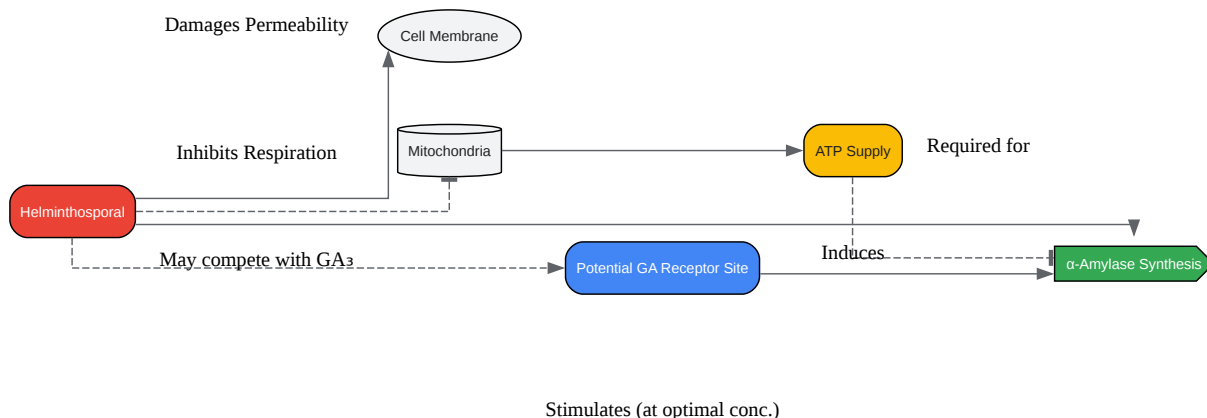 Damages Permeability
Cell Membrane
Inhibits Respiration
Mitochondria
ATP Supply
Required for
Helminthosporal
May compete with GA₃
Potential GA Receptor Site
Induces
α-Amylase Synthesis
Stimulates (at optimal conc.)